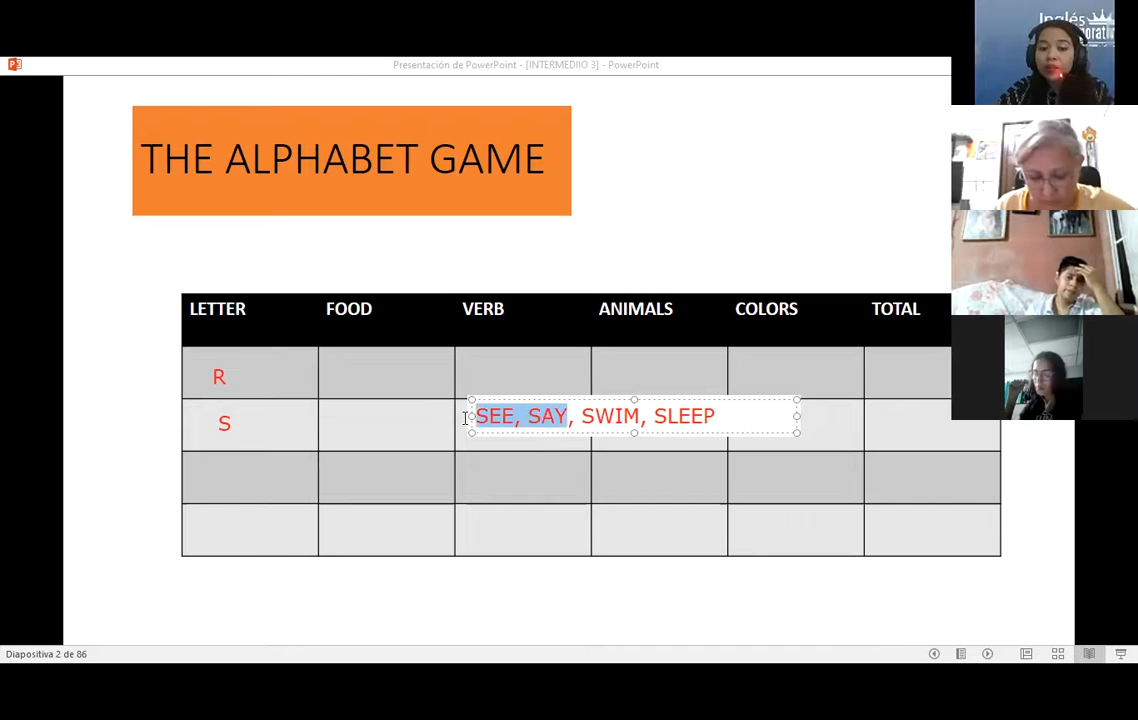 Inglés
Presentación de PowerPoint - [INTERMEDIIO 3] - PowerPoint
THE ALPHABET GAME
LETTER FOOD VERB ANIMALS COLORS TOTAL
R
S SEE, SAY, SWIM, SLEEP
Diapositiva 2 de 86